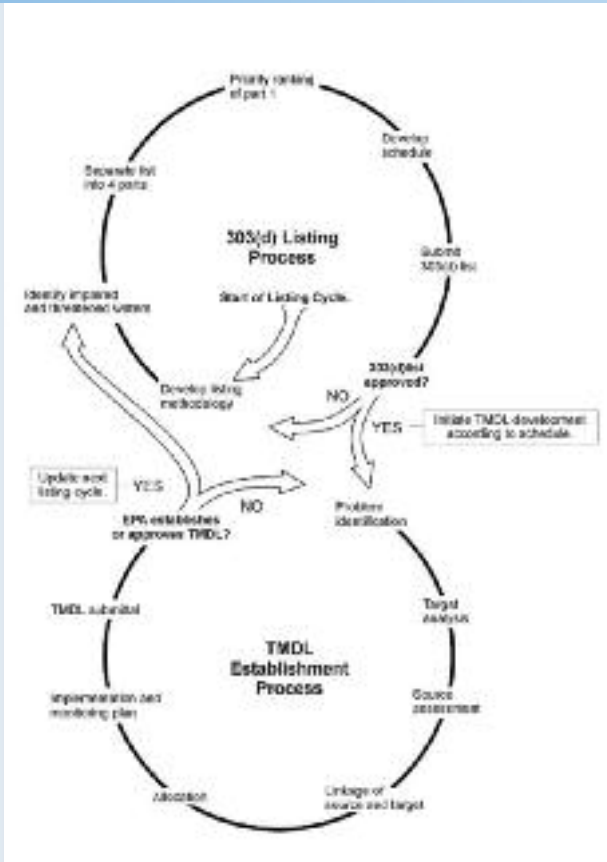 Priority ranking
of part 1
Develop
schedule
Separate list
into 4 parts
303(d) Listing
Process
Submit
303(d) list
Identify impaired
and threatened waters
Start of Listing Cycle.
303(d) list
approved?
Develop listing
methodology
NO
YES
Initiate TMDL development
according to schedule.
Update next
listing cycle.
YES
NO
EPA establishes
or approves TMDL?
Problem
identification
TMDL submittal
Target
analysis
TMDL
Establishment
Process
Implementation and
monitoring plan
Source
assessment
Allocation
Linkage of
source and target